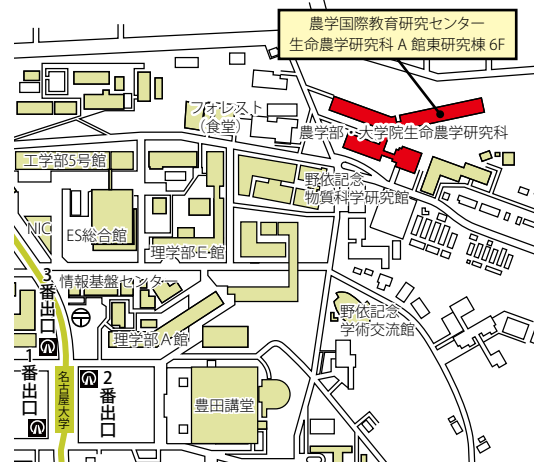 農学国際教育研究センター
生命農学研究科 A 館東研究棟 6F
フォレスト
（食堂）
農学部・大学院生命農学研究科
工学部5号館
野依記念
物質科学研究館
NIC
ES総合館
理学部E館
3番出口
情報基盤センター
野依記念
学術交流館
理学部A館
1番出口
名古屋大学
2番出口
豊田講堂